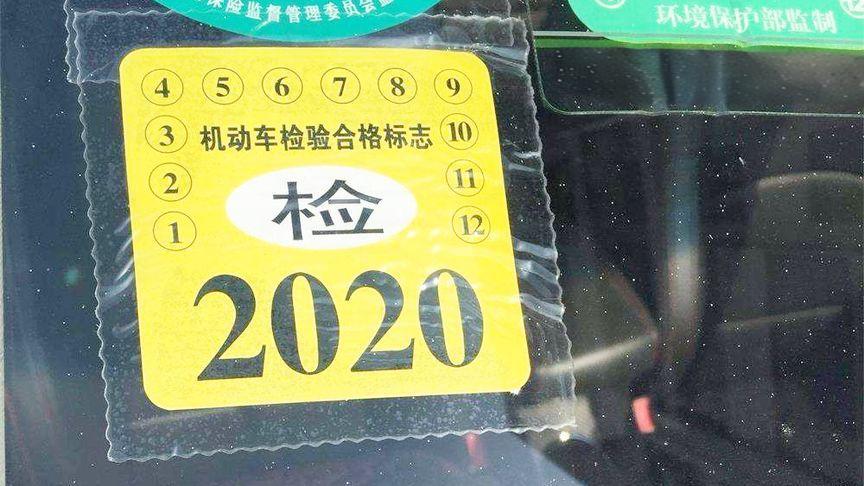 保险监督管理委员会监
环境保护部监制
4 5 6 7 8 9
3 机动车检验合格标志 10
2 检 11
1 12
2020